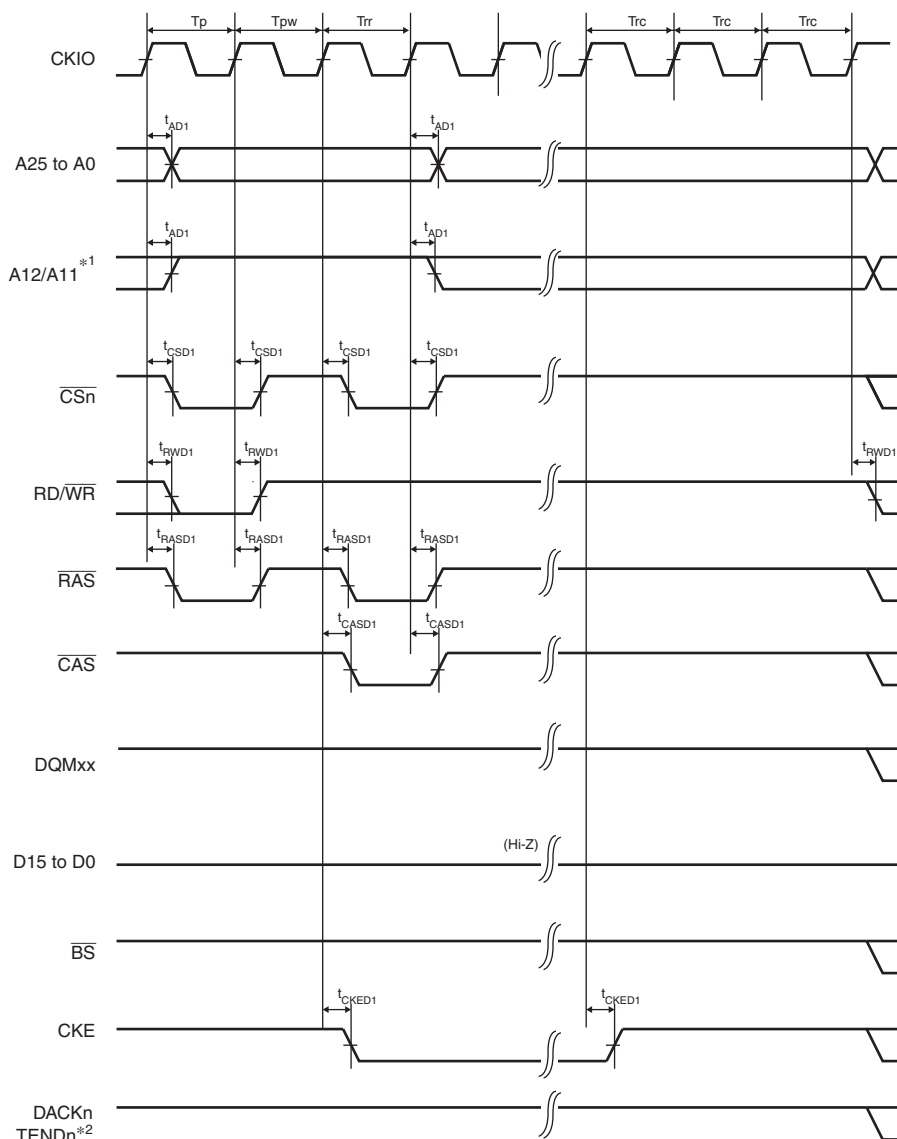 Tp Tpw Trr Trc Trc Trc
CKIO
tAD1 tAD1
A25 to A0
tAD1 tAD1
A12/A11*1
tCSD1 tCSD1 tCSD1 tCSD1
CSn
tRWD1 tRWD1 tRWD1
RD/WR
tRASD1 tRASD1 tRASD1 tRASD1
RAS
tCASD1 tCASD1
CAS
DQMxx
(Hi-Z)
D15 to D0
BS
tCKED1 tCKED1
CKE
DACKn
TENDn*2